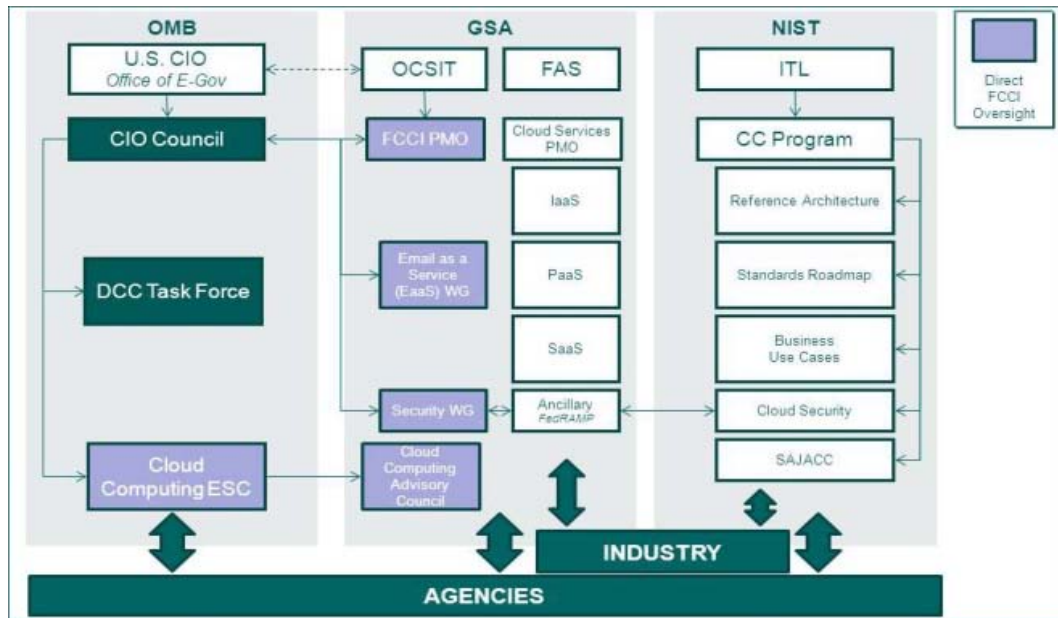 OMB
GSA
NIST
U.S. CIO
Office of E-Gov
OCSIT
FAS
ITL
Direct
FCCI
Oversight
CIO Council
FCCI PMO
Cloud Services
PMO
CC Program
IaaS
Reference Architecture
DCC Task Force
Email as a
Service
(EaaS) WG
PaaS
Standards Roadmap
SaaS
Business
Use Cases
Security WG
Ancillary
FedRAMP
Cloud Security
Cloud
Computing ESC
Cloud
Computing
Advisory
Council
SAJACC
INDUSTRY
AGENCIES